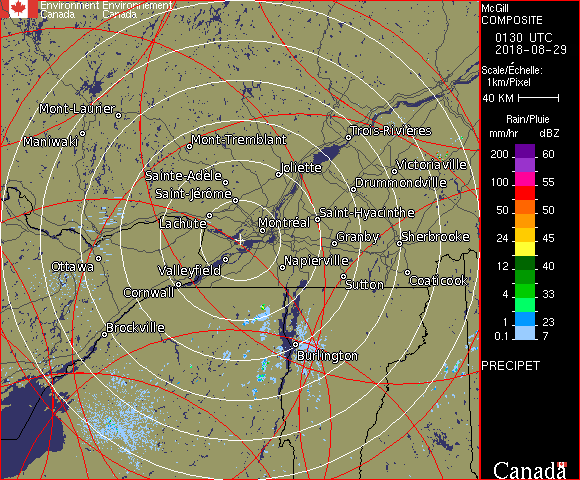 Environment Environnement
Canada Canada
McGill
COMPOSITE
0130 UTC
2018-08-29
Scale/Échelle:
1km/Pixel
40 KM
Rain/Pluie
mm/hr dBZ
200 60
100 55
50 50
24 45
12 40
8 33
4 30
1 23
0.1 7
PRECIPET
Canada
Mont-Laurier
Maniwaki
Mont-Tremblant
Trois-Rivières
Sainte-Adèle
Joliette
Victoriaville
Saint-Jérôme
Drummondville
Lachute
Montréal
Saint-Hyacinthe
Granby
Sherbrooke
Ottawa
Valleyfield
Napierville
Cornwall
Sutton
Coaticook
Brockville
Burlington